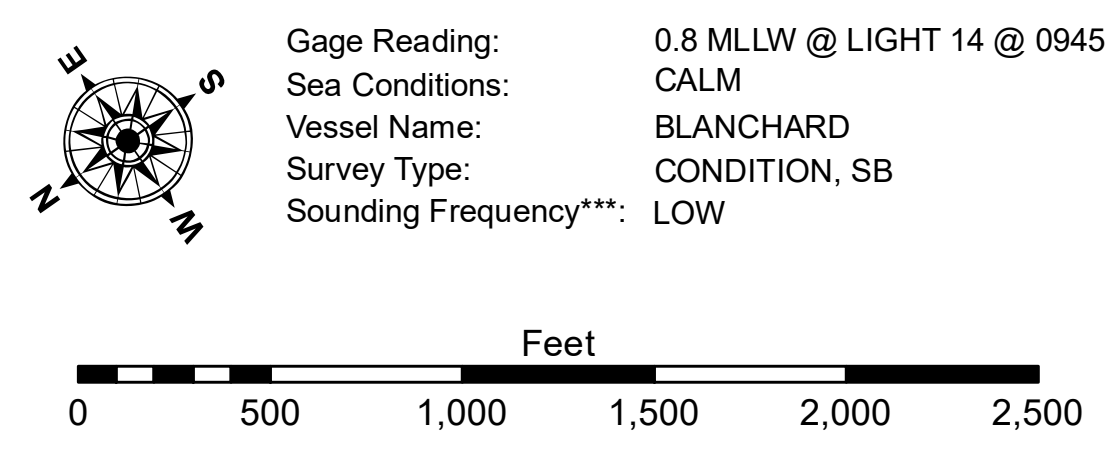 E
S
N
W
Gage Reading: 0.8 MLLW @ LIGHT 14 @ 0945
Sea Conditions: CALM
Vessel Name: BLANCHARD
Survey Type: CONDITION, SB
Sounding Frequency***: LOW
Feet
0 500 1,000 1,500 2,000 2,500